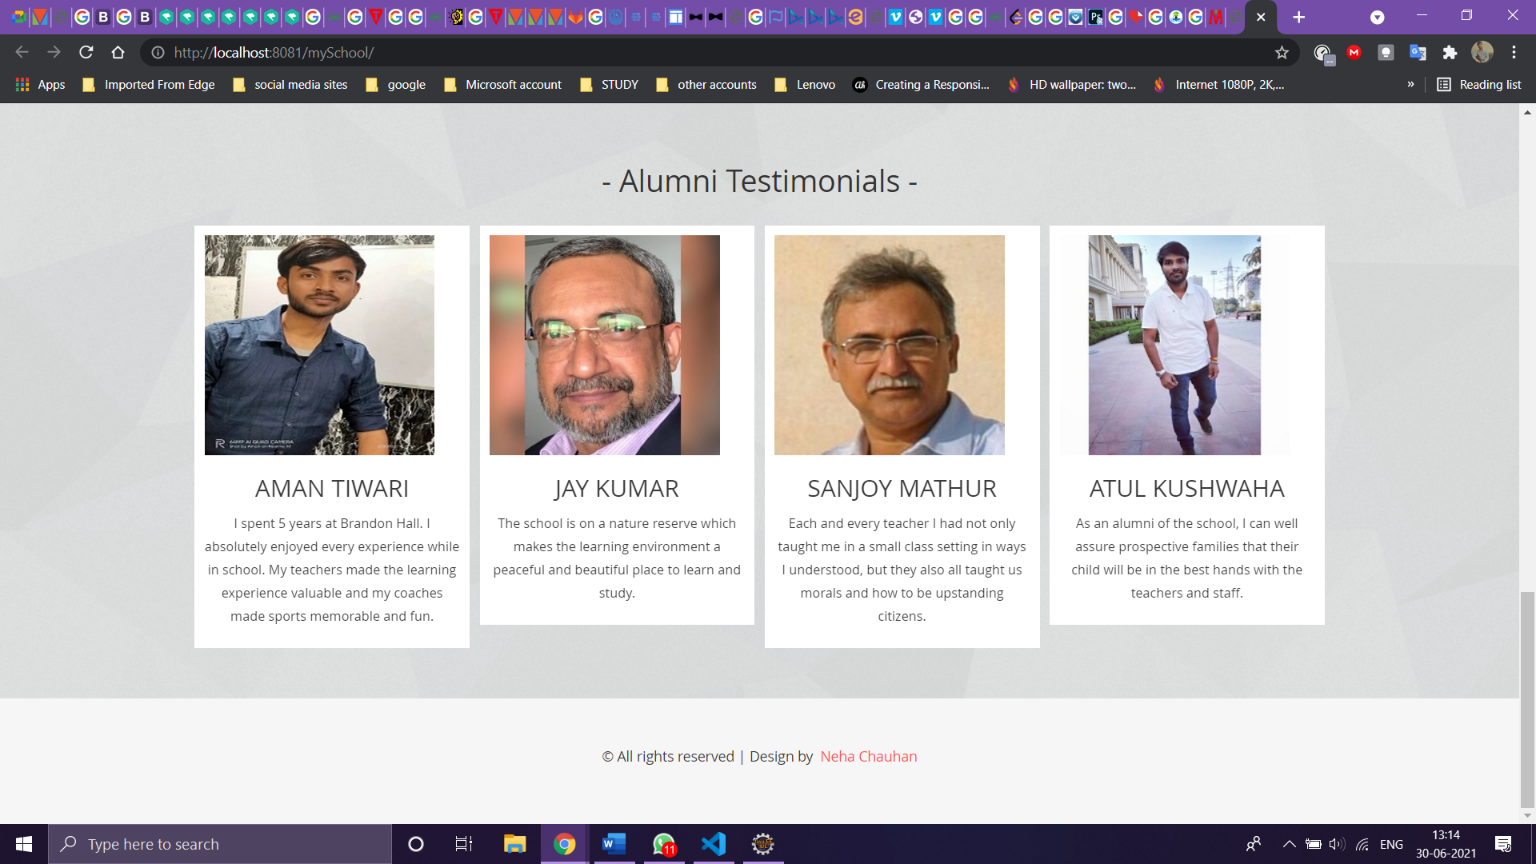 http://localhost:8081/mySchool/
Apps
Imported From Edge
social media sites
google
Microsoft account
STUDY
other accounts
Lenovo
Creating a Responsi...
HD wallpaper: two...
Internet 1080P, 2K,...
»
Reading list
- Alumni Testimonials -
AMAN TIWARI
I spent 5 years at Brandon Hall. I
absolutely enjoyed every experience while
in school. My teachers made the learning
experience valuable and my coaches
made sports memorable and fun.
JAY KUMAR
The school is on a nature reserve which
makes the learning environment a
peaceful and beautiful place to learn and
study.
SANJOY MATHUR
Each and every teacher I had not only
taught me in a small class setting in ways
I understood, but they also all taught us
morals and how to be upstanding
citizens.
ATUL KUSHWAHA
As an alumni of the school, I can well
assure prospective families that their
child will be in the best hands with the
teachers and staff.
© All rights reserved | Design by Neha Chauhan
Type here to search
11
ENG
13:14
30-06-2021